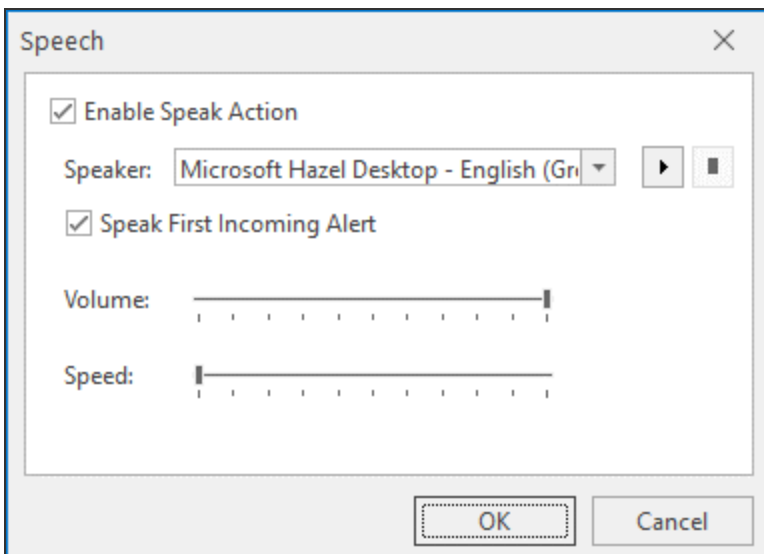 Speech
Enable Speak Action
Speaker: Microsoft Hazel Desktop - English (Gr
Speak First Incoming Alert
Volume:
Speed:
OK Cancel